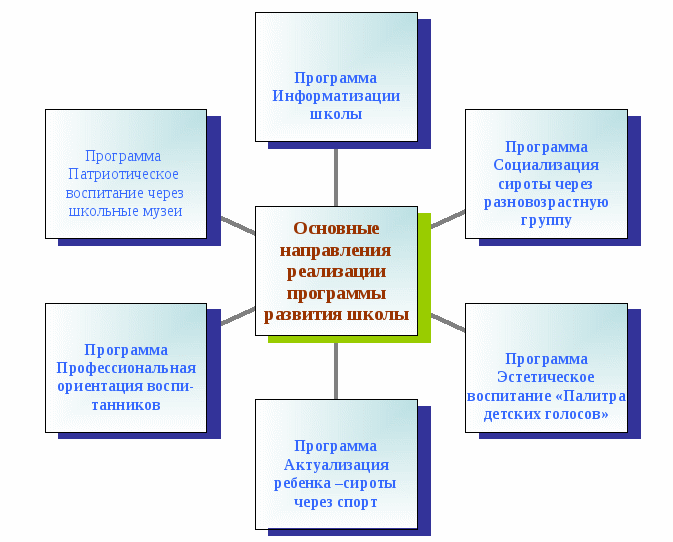 Программа
Информатизации
школы
Программа
Патриотическое
воспитание через
школьные музеи
Программа
Социализация
сироты через
разновозрастную
группу
Основные
направления
реализации
программы
развития школы
Программа
Профессиональная
ориентация воспи-
танников
Программа
Эстетическое
воспитание «Палитра
детских голосов»
Программа
Актуализация
ребенка –сироты
через спорт